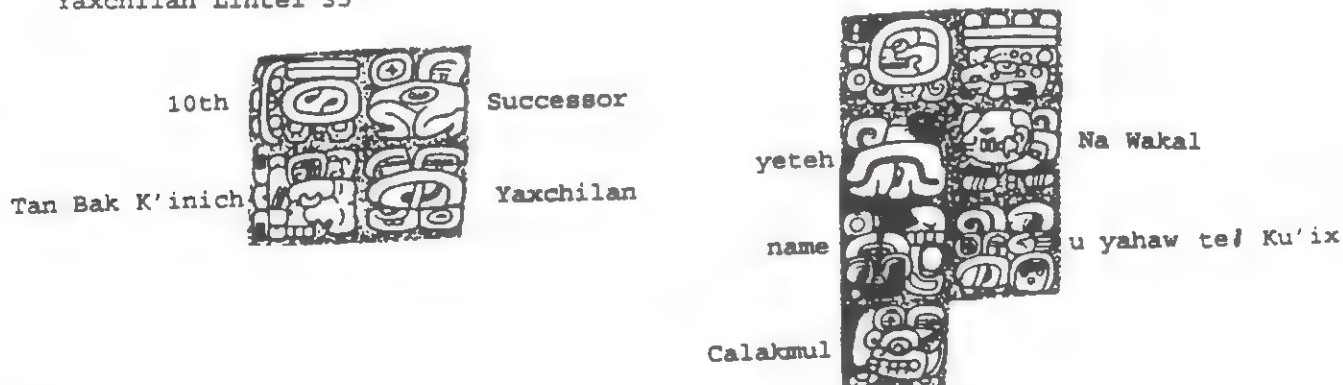 Yaxchilan Lintel 35
10th
Successor
Tan Bak K'inich
Yaxchilan
yeteh
Na Wakal
name
u yahaw te' Ku'ix
Calakmul